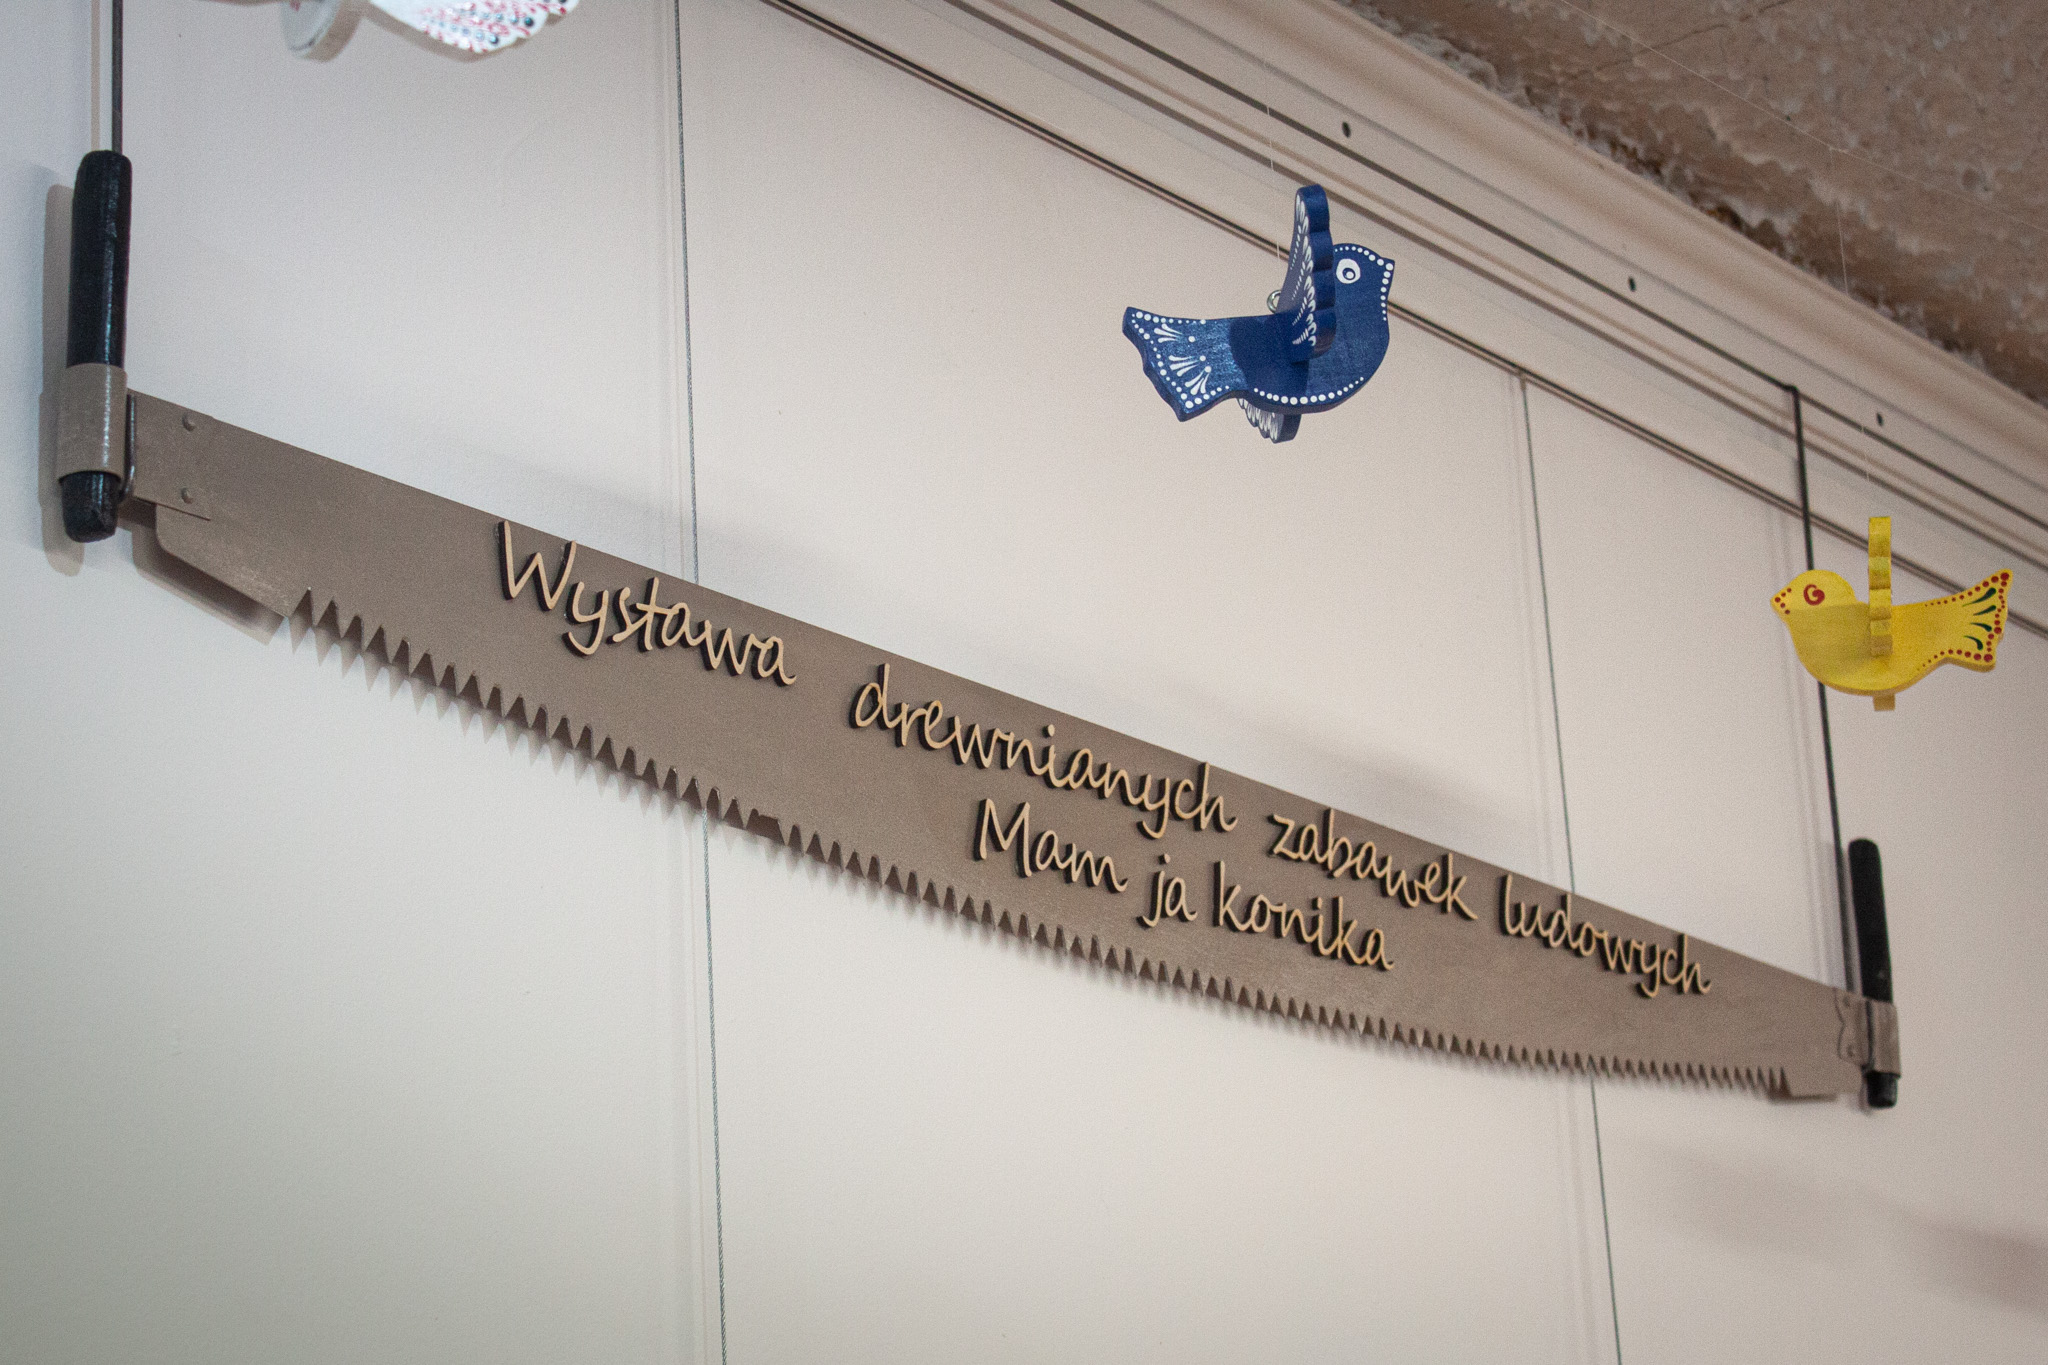 Wystawa drewnianych zabawek ludowych
Mam ja konika